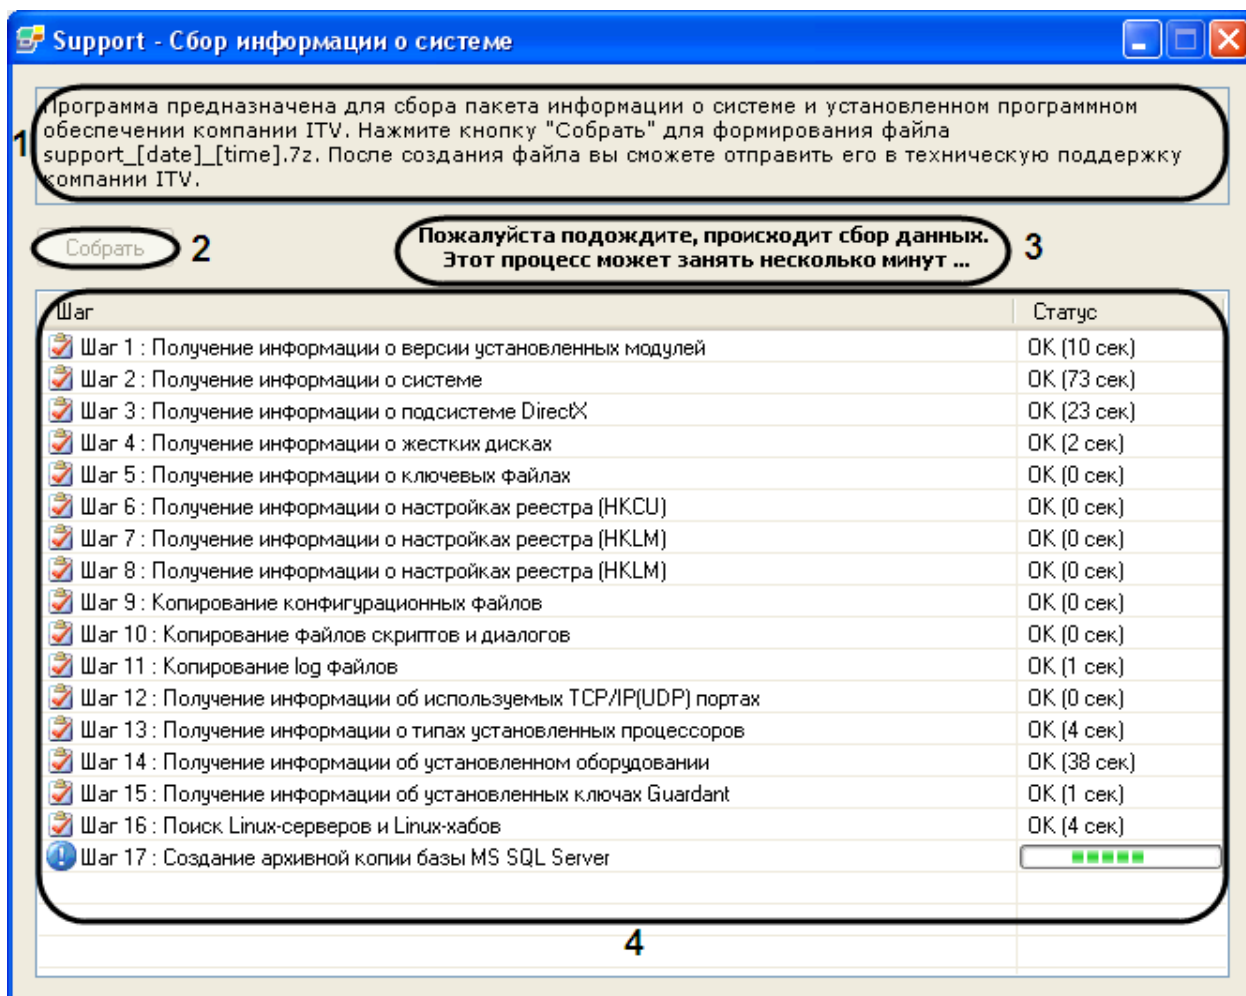 Support - Сбор информации о системе
Программа предназначена для сбора пакета информации о системе и установленном программном
обеспечении компании ITV. Нажмите кнопку "Собрать" для формирования файла
support_[date]_[time].7z. После создания файла вы сможете отправить его в техническую поддержку
компании ITV.
1
Собрать
2
Пожалуйста подождите, происходит сбор данных.
Этот процесс может занять несколько минут ...
3
Шаг Статус
Шаг 1 : Получение информации о версии установленных модулей OK (10 сек)
Шаг 2 : Получение информации о системе OK (73 сек)
Шаг 3 : Получение информации о подсистеме DirectX OK (23 сек)
Шаг 4 : Получение информации о жестких дисках OK (2 сек)
Шаг 5 : Получение информации о ключевых файлах OK (0 сек)
Шаг 6 : Получение информации о настройках реестра (HKCU) OK (0 сек)
Шаг 7 : Получение информации о настройках реестра (HKLM) OK (0 сек)
Шаг 8 : Получение информации о настройках реестра (HKLM) OK (0 сек)
Шаг 9 : Копирование конфигурационных файлов OK (0 сек)
Шаг 10 : Копирование файлов скриптов и диалогов OK (0 сек)
Шаг 11 : Копирование log файлов OK (1 сек)
Шаг 12 : Получение информации об используемых TCP/IP(UDP) портах OK (0 сек)
Шаг 13 : Получение информации о типах установленных процессоров OK (4 сек)
Шаг 14 : Получение информации об установленном оборудовании OK (38 сек)
Шаг 15 : Получение информации об установленных ключах Guardant OK (1 сек)
Шаг 16 : Поиск Linux-серверов и Linux-хабов OK (4 сек)
Шаг 17 : Создание архивной копии базы MS SQL Server
4